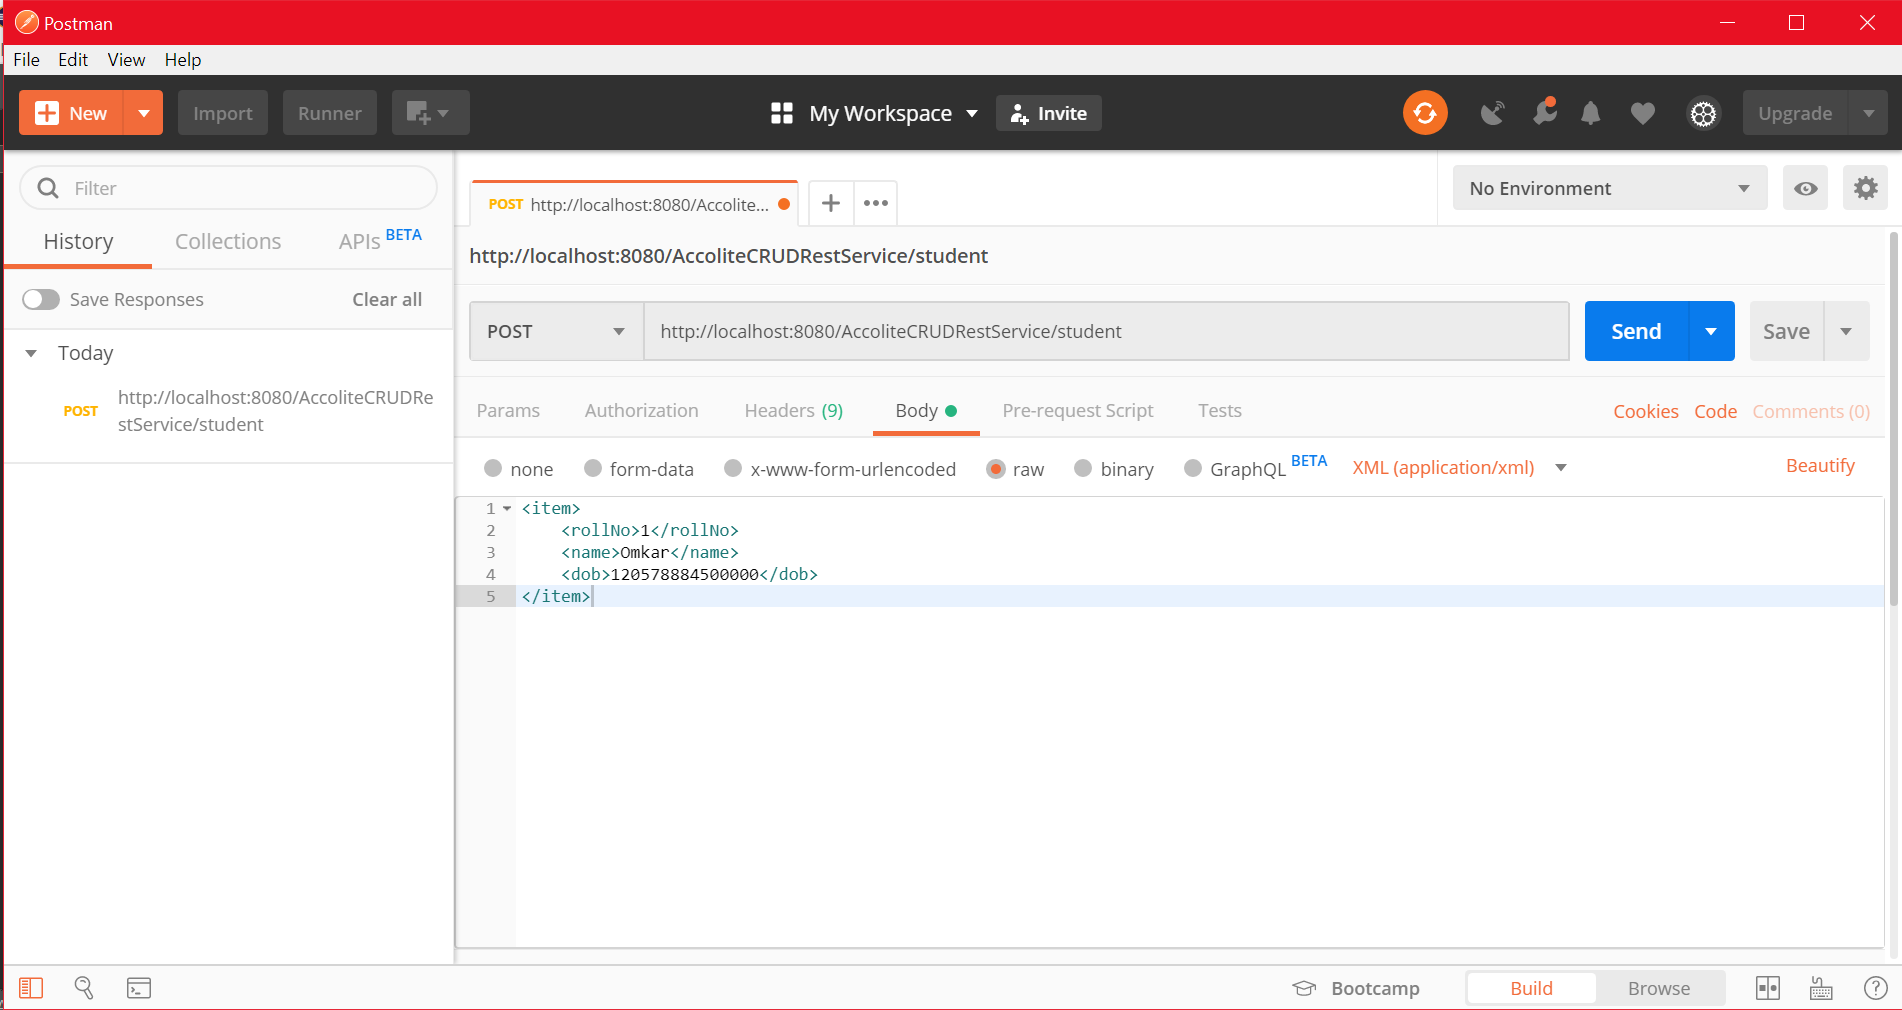 Postman
File Edit View Help
New Import Runner My Workspace Invite Upgrade
Filter
History Collections APIs BETA
Save Responses Clear all
Today
POST http://localhost:8080/AccoliteCRUDRe
stService/student
POST http://localhost:8080/Accolite... No Environment
http://localhost:8080/AccoliteCRUDRestService/student
POST http://localhost:8080/AccoliteCRUDRestService/student Send Save
Params Authorization Headers (9) Body Pre-request Script Tests Cookies Code Comments (0)
none form-data x-www-form-urlencoded raw binary GraphQL BETA XML (application/xml) Beautify
1 <item>
2 <rollNo>1</rollNo>
3 <name>Omkar</name>
4 <dob>120578884500000</dob>
5 </item>
Bootcamp Build Browse